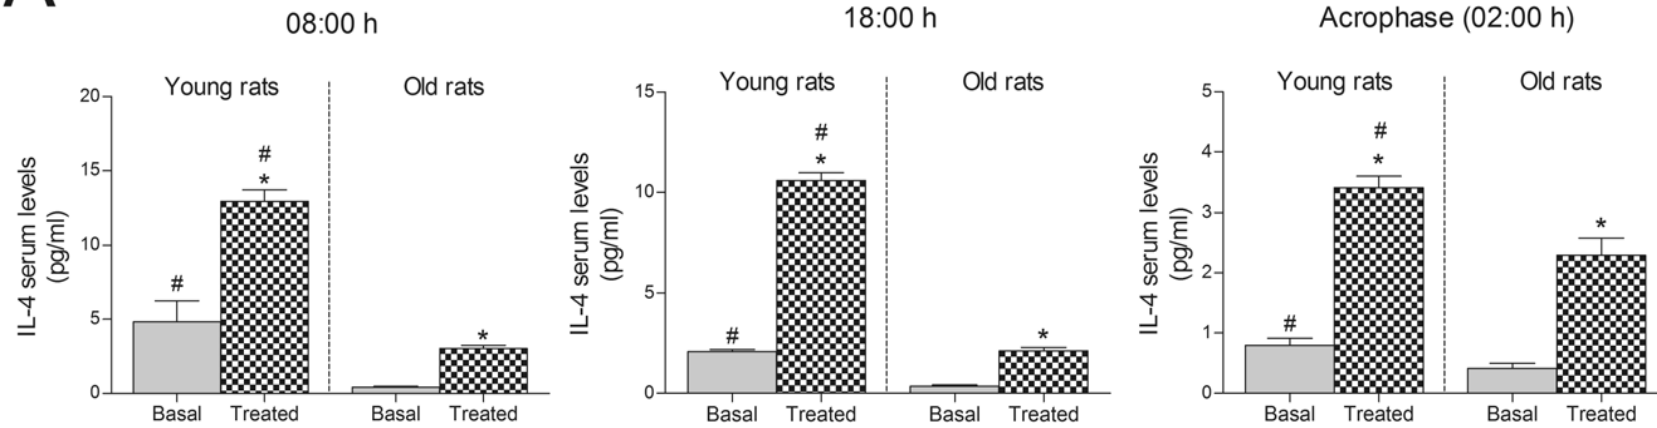 A
08:00 h
18:00 h
Acrophase (02:00 h)
Young rats
Old rats
Young rats
Old rats
Young rats
Old rats
IL-4 serum levels
(pg/ml)
20
15
10
5
0
#
#
*
*
Basal
Treated
Basal
Treated
IL-4 serum levels
(pg/ml)
15
10
5
0
#
#
*
*
Basal
Treated
Basal
Treated
IL-4 serum levels
(pg/ml)
5
4
3
2
1
0
#
#
*
*
Basal
Treated
Basal
Treated